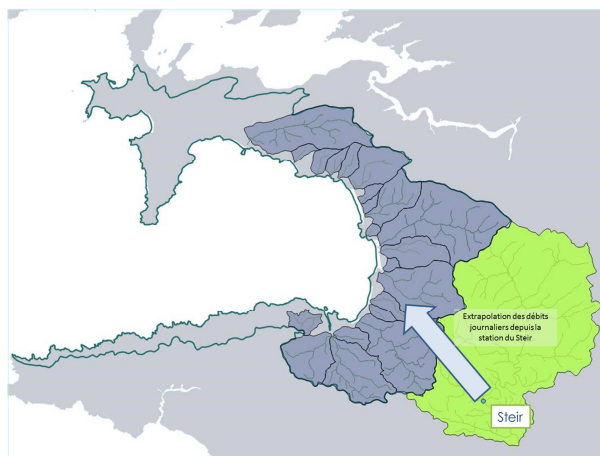 Extrapolation des débits
journaliers depuis la
station du Steir
Steir